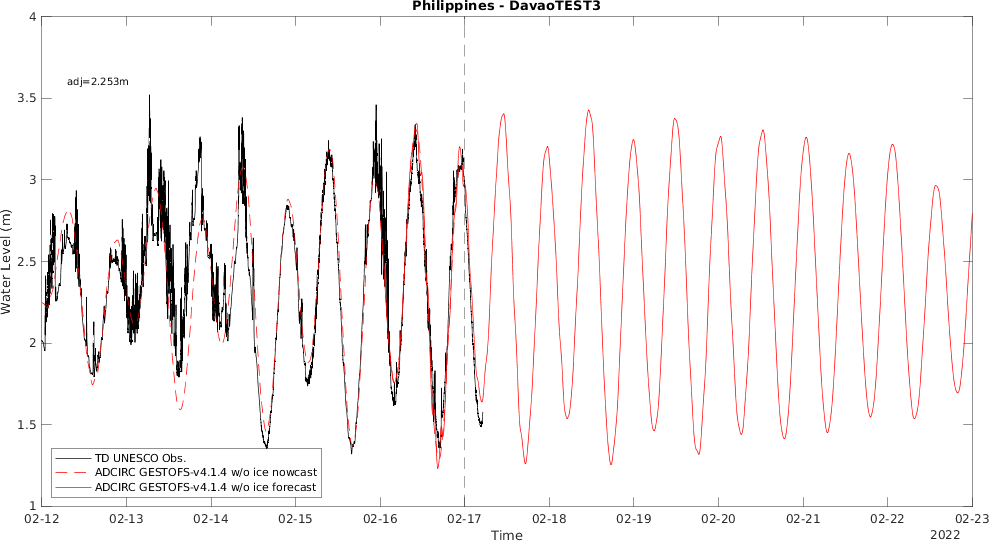 Philippines - DavaoTEST3
adj=2.253m
4
3.5
3
2.5
2
1.5
1
Water Level (m)
TD UNESCO Obs.
ADCIRC GESTOFS-v4.1.4 w/o ice nowcast
ADCIRC GESTOFS-v4.1.4 w/o ice forecast
02-12 02-13 02-14 02-15 02-16 02-17 02-18 02-19 02-20 02-21 02-22 02-23
Time
2022